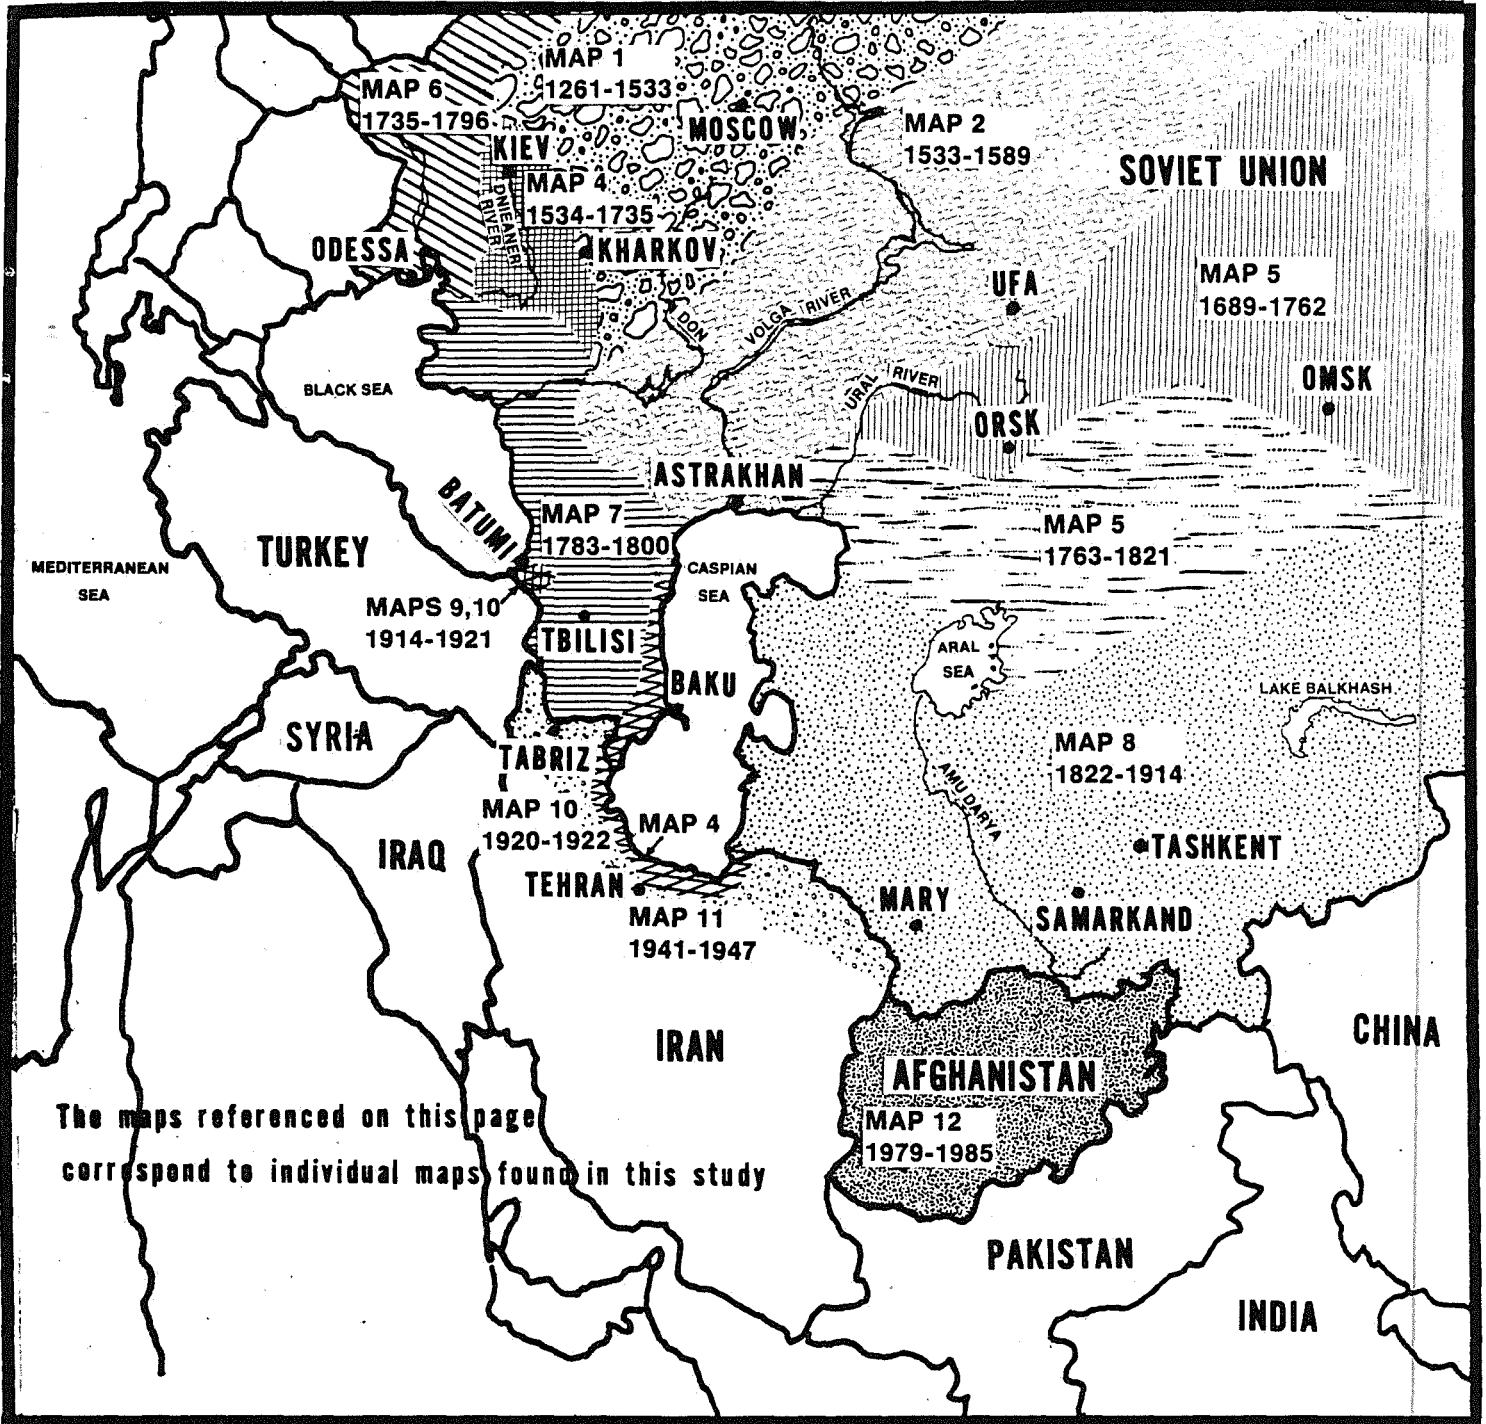 MAP 1
1261-1533
MAP 6
1735-1796
MOSCOW
MAP 2
1533-1589
KIEV
SOVIET UNION
MAP 4
1534-1735
DNIEANER
RIVER
ODESSA
KHARKOV
MAP 5
1689-1762
UFA
DON
VOLGA RIVER
URAL RIVER
OMSK
BLACK SEA
ORSK
ASTRAKHAN
BATUMI
MAP 7
1783-1800
MAP 5
1763-1821
TURKEY
MEDITERRANEAN
SEA
CASPIAN
SEA
MAPS 9,10
1914-1921
TBILISI
ARAL
SEA
BAKU
LAKE BALKHASH
SYRIA
TABRIZ
MAP 8
1822-1914
AMU DARYA
MAP 10
1920-1922
MAP 4
IRAQ
TASHKENT
TEHRAN
MARY
SAMARKAND
MAP 11
1941-1947
IRAN
CHINA
AFGHANISTAN
MAP 12
1979-1985
The maps referenced on this page
correspond to individual maps found in this study
PAKISTAN
INDIA